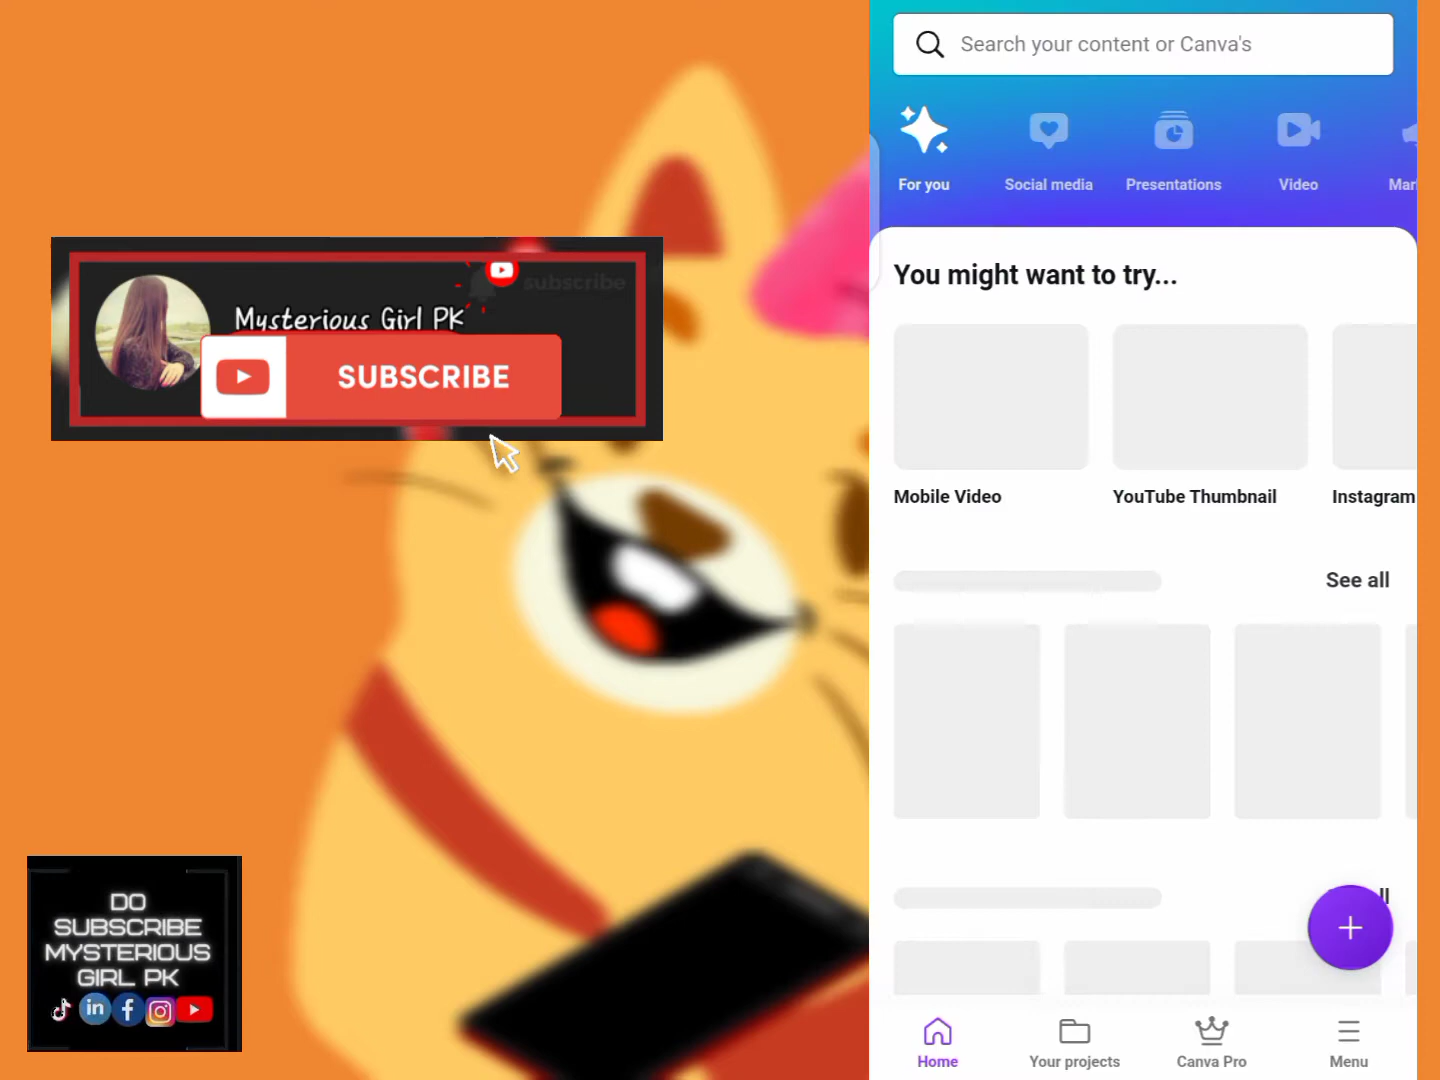 subscribe
Mysterious Girl PK
SUBSCRIBE
DO
SUBSCRIBE
MYSTERIOUS
GIRL PK
Search your content or Canva's
For you
Social media
Presentations
Video
You might want to try...
Mobile Video
YouTube Thumbnail
Instagram
See all
Home
Your projects
Canva Pro
Menu